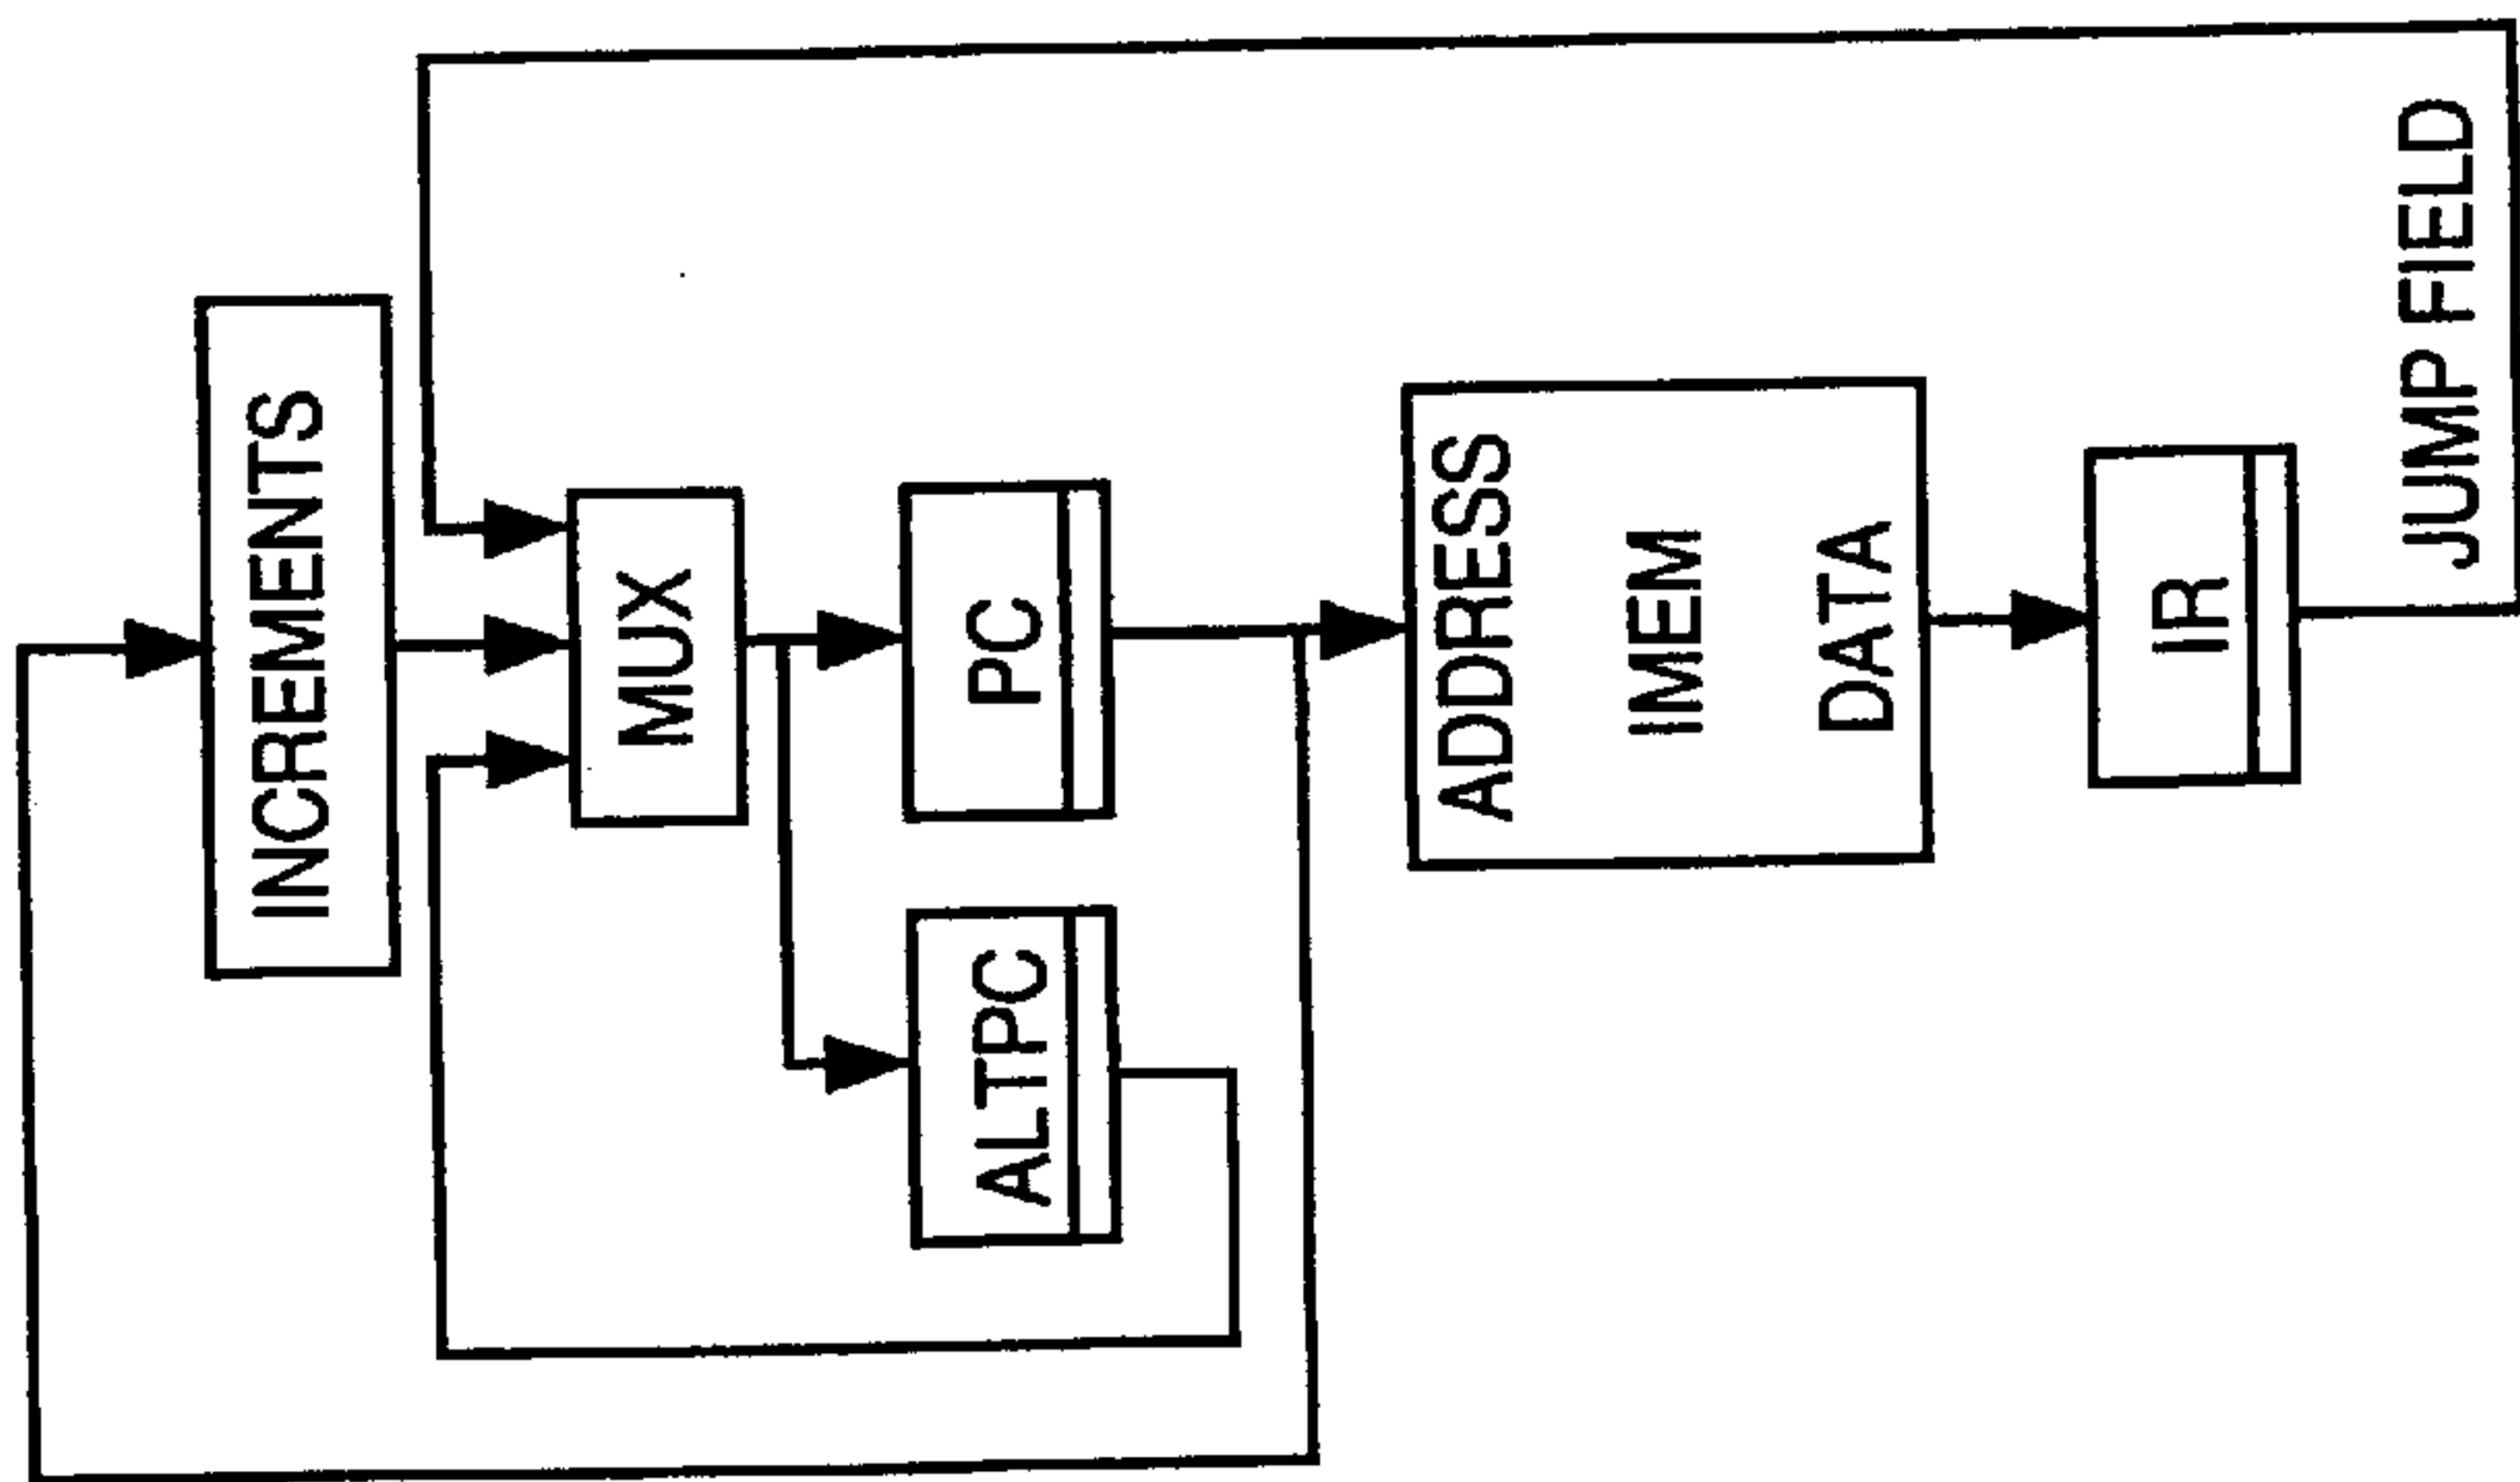 INCREMENTS
MUX
ALTPC
PC
ADDRESS
IMEM
DATA
IR
JUMP FIELD